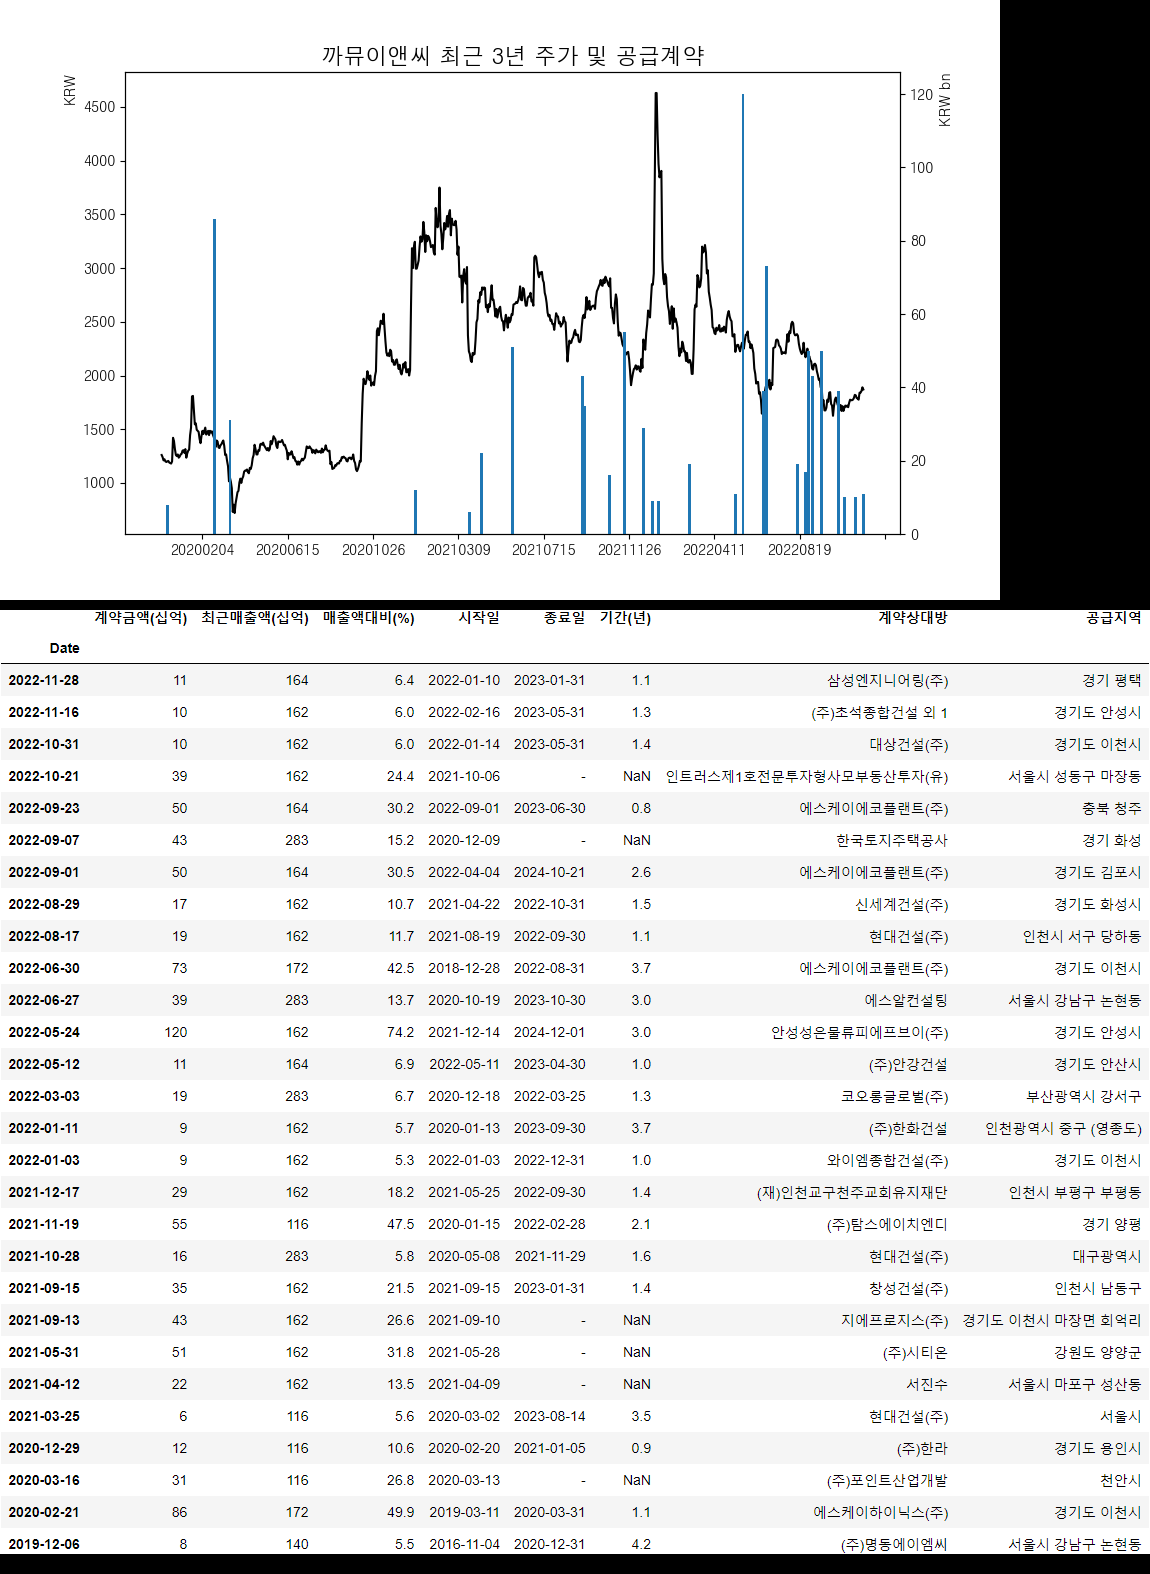 까뮤이앤씨 최근 3년 주가 및 공급계약
KRW
KRW bn
4500
4000
3500
3000
2500
2000
1500
1000
120
100
80
60
40
20
0
20200204 20200615 20201026 20210309 20210715 20211126 20220411 20220819
계약금액(십억) 최근매출액(십억) 매출액대비(%) 시작일 종료일 기간(년) 계약상대방 공급지역
Date
2022-11-28 11 164 6.4 2022-01-10 2023-01-31 1.1 삼성엔지니어링(주) 경기 평택
2022-11-16 10 162 6.0 2022-02-16 2023-05-31 1.3 (주)초석종합건설 외 1 경기도 안성시
2022-10-31 10 162 6.0 2022-01-14 2023-05-31 1.4 대상건설(주) 경기도 이천시
2022-10-21 39 162 24.4 2021-10-06 - NaN 인트러스제1호전문투자형사모부동산투자(유) 서울시 성동구 마장동
2022-09-23 50 164 30.2 2022-09-01 2023-06-30 0.8 에스케이에코플랜트(주) 충북 청주
2022-09-07 43 283 15.2 2020-12-09 - NaN 한국토지주택공사 경기 화성
2022-09-01 50 164 30.5 2022-04-04 2024-10-21 2.6 에스케이에코플랜트(주) 경기도 김포시
2022-08-29 17 162 10.7 2021-04-22 2022-10-31 1.5 신세계건설(주) 경기도 화성시
2022-08-17 19 162 11.7 2021-08-19 2022-09-30 1.1 현대건설(주) 인천시 서구 당하동
2022-06-30 73 172 42.5 2018-12-28 2022-08-31 3.7 에스케이에코플랜트(주) 경기도 이천시
2022-06-27 39 283 13.7 2020-10-19 2023-10-30 3.0 에스알컨설팅 서울시 강남구 논현동
2022-05-24 120 162 74.2 2021-12-14 2024-12-01 3.0 안성성은물류피에프브이(주) 경기도 안성시
2022-05-12 11 164 6.9 2022-05-11 2023-04-30 1.0 (주)안강건설 경기도 안산시
2022-03-03 19 283 6.7 2020-12-18 2022-03-25 1.3 코오롱글로벌(주) 부산광역시 강서구
2022-01-11 9 162 5.7 2020-01-13 2023-09-30 3.7 (주)한화건설 인천광역시 중구 (영종도)
2022-01-03 9 162 5.3 2022-01-03 2022-12-31 1.0 와이엠종합건설(주) 경기도 이천시
2021-12-17 29 162 18.2 2021-05-25 2022-09-30 1.4 (재)인천교구천주교회유지재단 인천시 부평구 부평동
2021-11-19 55 116 47.5 2020-01-15 2022-02-28 2.1 (주)탐스에이치엔디 경기 양평
2021-10-28 16 283 5.8 2020-05-08 2021-11-29 1.6 현대건설(주) 대구광역시
2021-09-15 35 162 21.5 2021-09-15 2023-01-31 1.4 창성건설(주) 인천시 남동구
2021-09-13 43 162 26.6 2021-09-10 - NaN 지에프로지스(주) 경기도 이천시 마장면 회억리
2021-05-31 51 162 31.8 2021-05-28 - NaN (주)시티온 강원도 양양군
2021-04-12 22 162 13.5 2021-04-09 - NaN 서진수 서울시 마포구 성산동
2021-03-25 6 116 5.6 2020-03-02 2023-08-14 3.5 현대건설(주) 서울시
2020-12-29 12 116 10.6 2020-02-20 2021-01-05 0.9 (주)한라 경기도 용인시
2020-03-16 31 116 26.8 2020-03-13 - NaN (주)포인트산업개발 천안시
2020-02-21 86 172 49.9 2019-03-11 2020-03-31 1.1 에스케이하이닉스(주) 경기도 이천시
2019-12-06 8 140 5.5 2016-11-04 2020-12-31 4.2 (주)명동에이엠씨 서울시 강남구 논현동